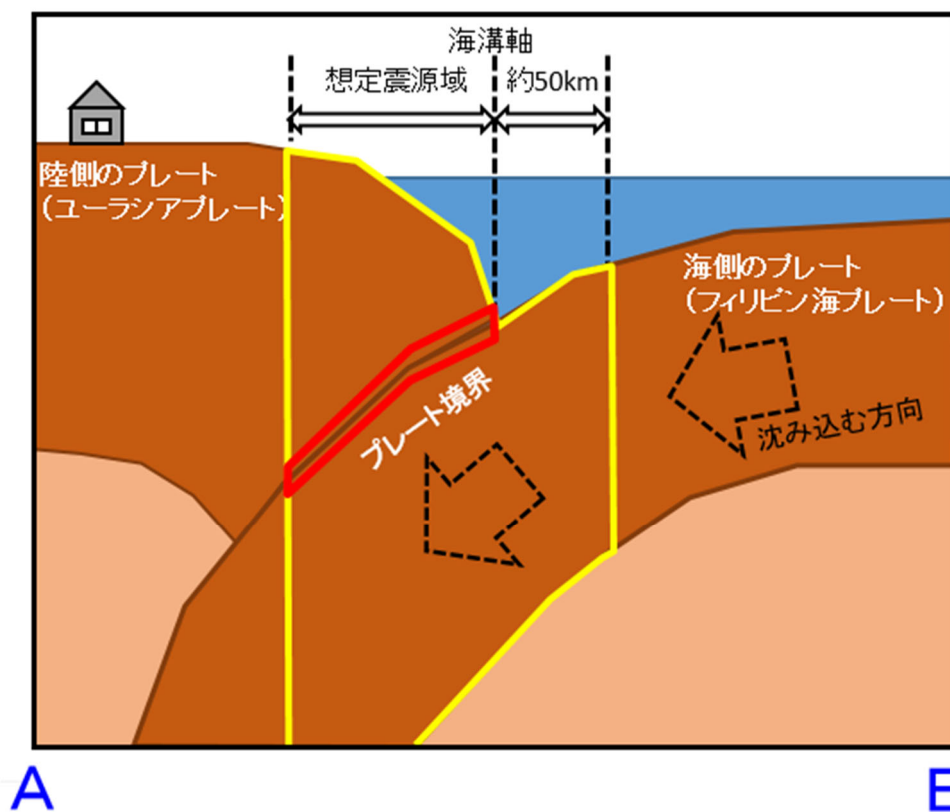 海溝軸
想定震源域
約50km
陸側のプレート
（ユーラシアプレート）
海側のプレート
（フィリピン海プレート）
プレート境界
沈み込む方向
A